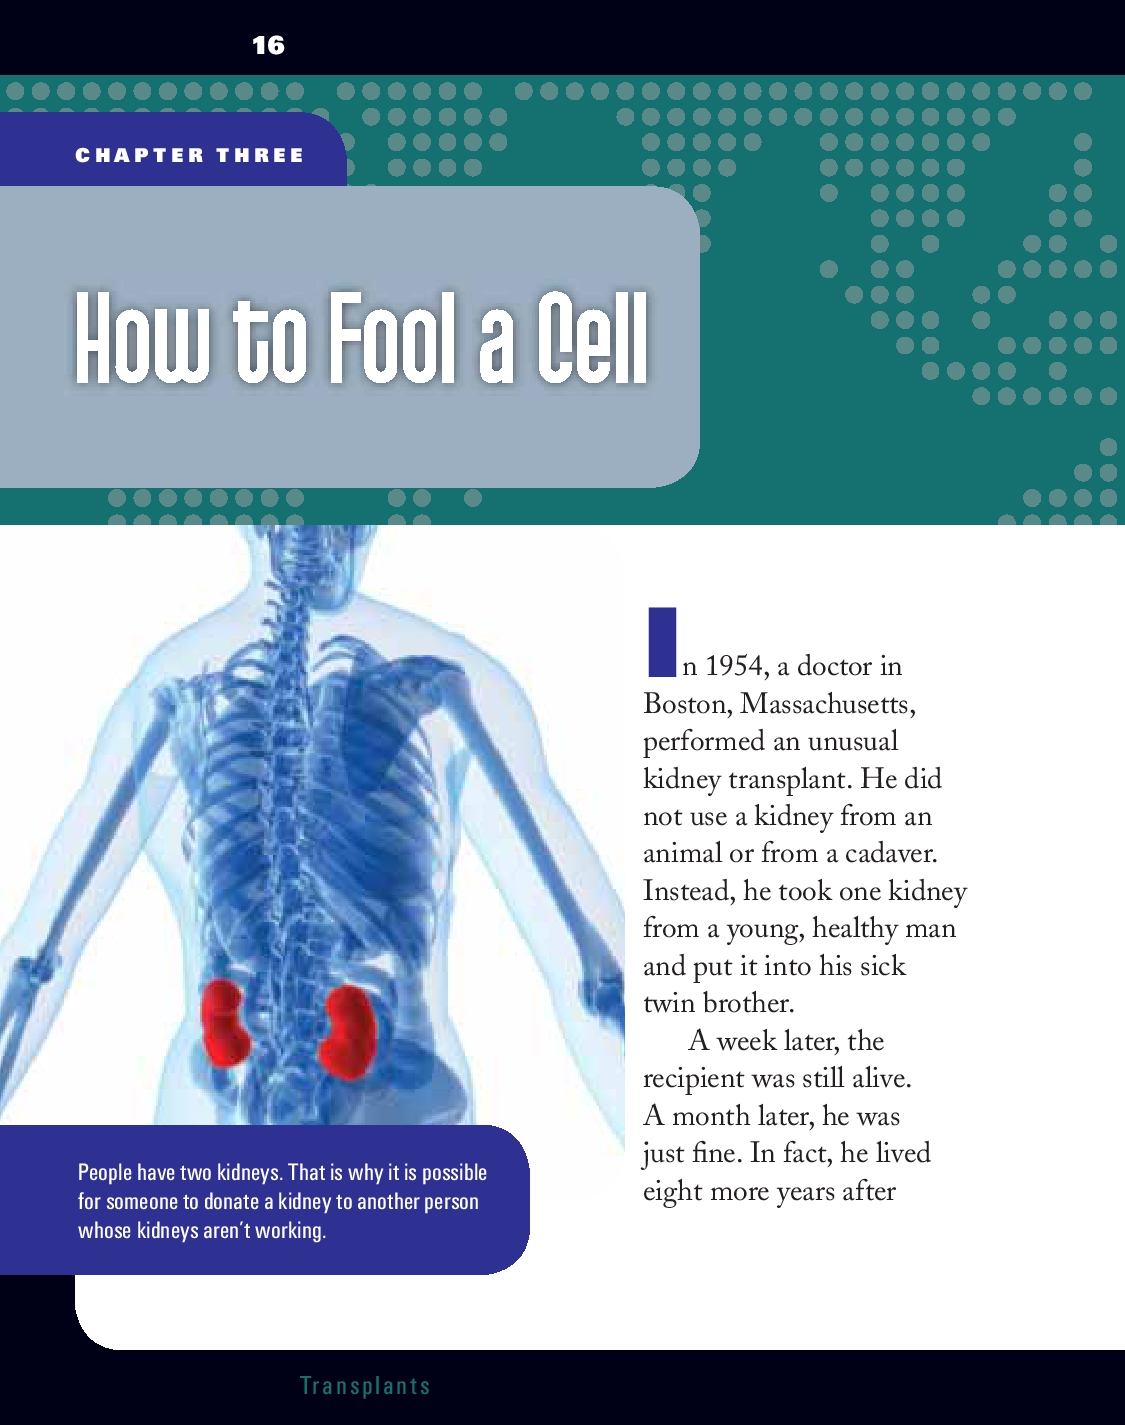 16
CHAPTER THREE
How to Fool a Cell
In 1954, a doctor in
Boston, Massachusetts,
performed an unusual
kidney transplant. He did
not use a kidney from an
animal or from a cadaver.
Instead, he took one kidney
from a young, healthy man
and put it into his sick
twin brother.
A week later, the
recipient was still alive.
A month later, he was
just fine. In fact, he lived
eight more years after
People have two kidneys. That is why it is possible
for someone to donate a kidney to another person
whose kidneys aren't working.
Transplants